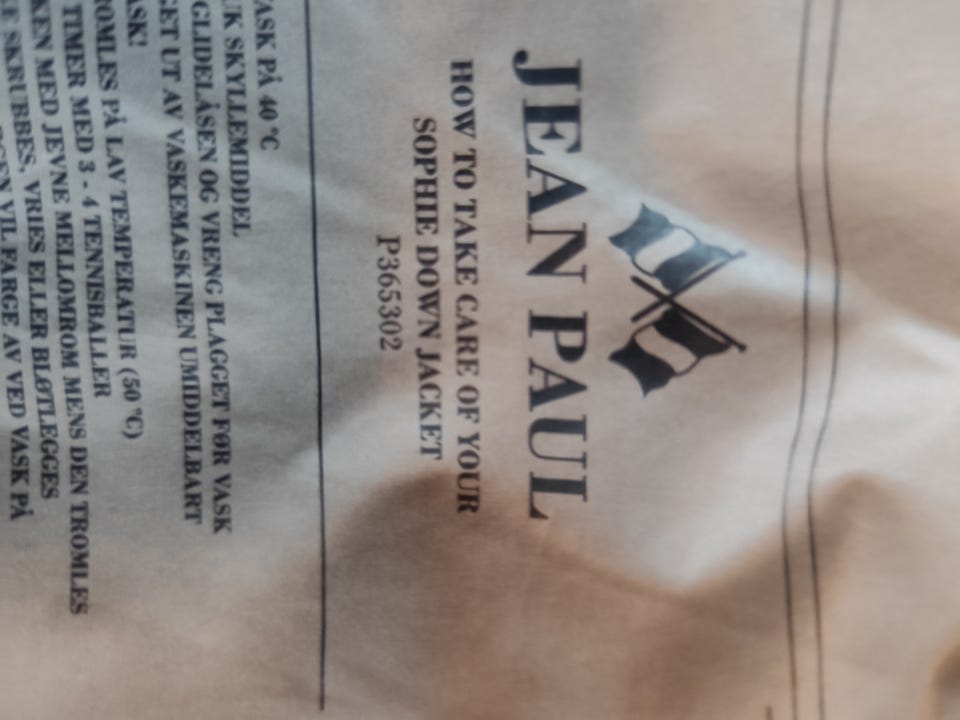 JEAN PAUL
HOW TO TAKE CARE OF YOUR
SOPHIE DOWN JACKET
P365302
VASK PÅ 40 °C
UK SKYLLEMIDDEL
GLIDELÅSEN OG VRENG PLAGGET FØR VASK
GET UT AV VASKEMASKINEN UMIDDELBART
ASK!
ROMLES PÅ LAV TEMPERATUR (50 °C)
TIMER MED 3 - 4 TENNISBALLER
KEN MED JEVNE MELLOMROM MENS DEN TROMLES
SKRUBBES, VRIES ELLER BLØTLEGGES
VIL FARGE AV VED VASK PÅ